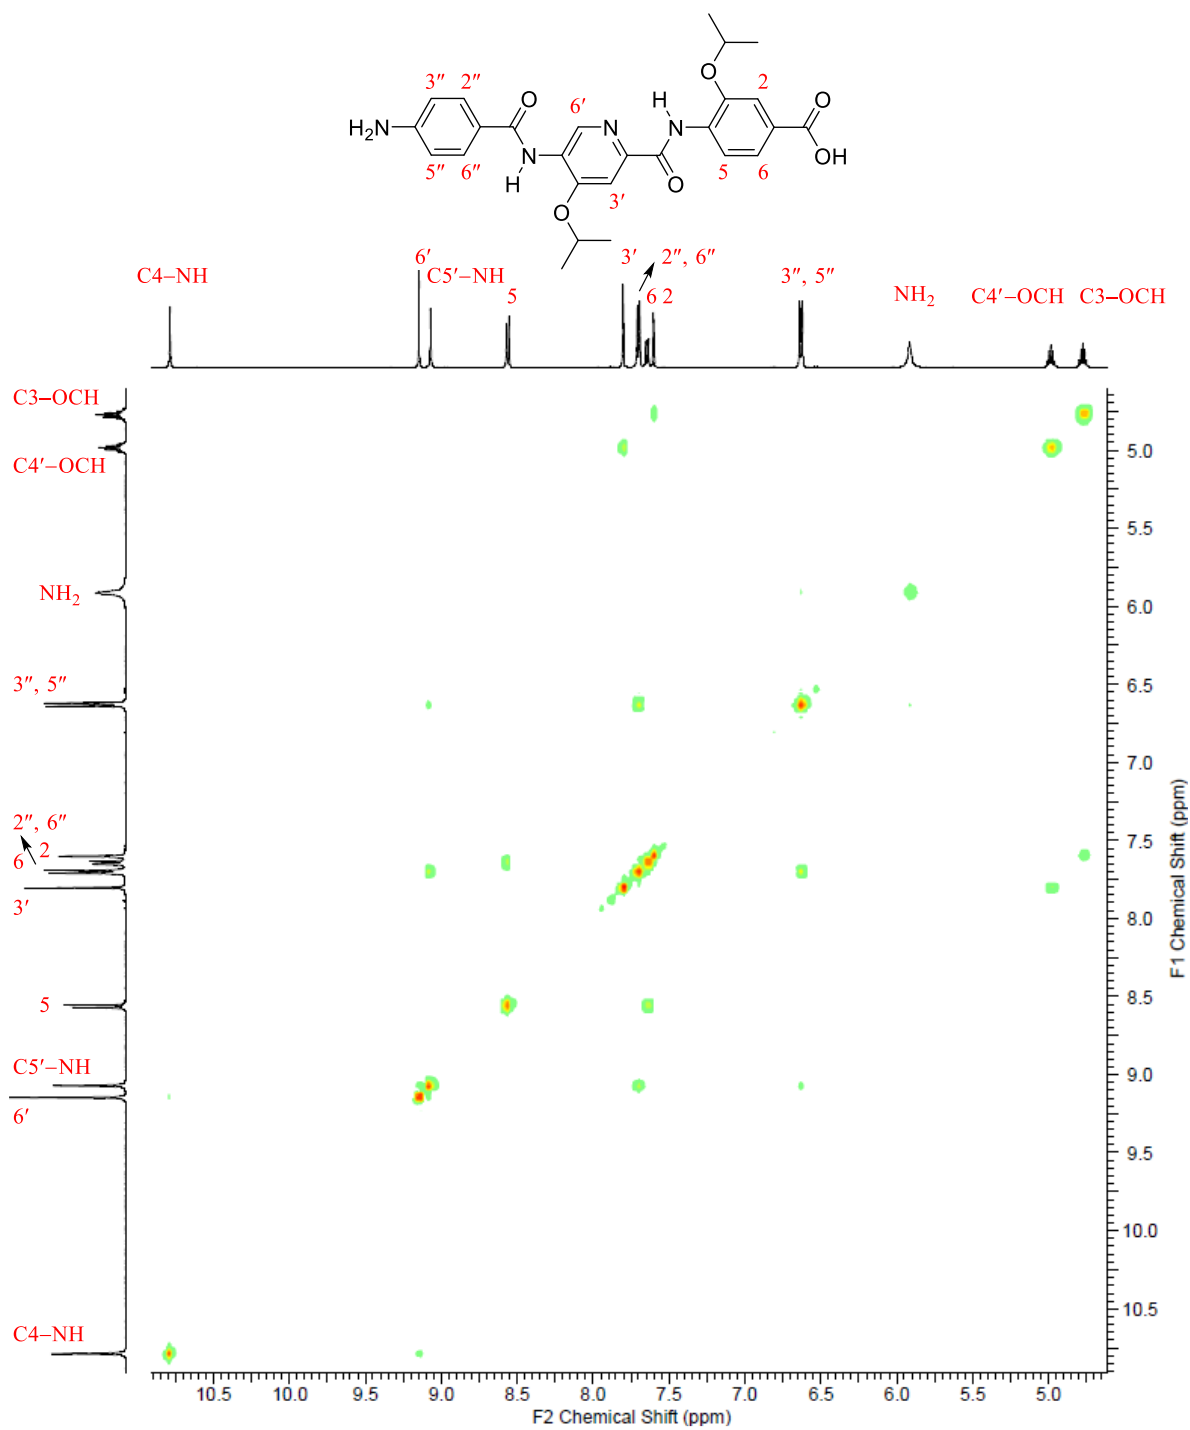 O
2
3″ 2″ O 6′ H
H₂N N N N O
5″ 6″ O 5 6 OH
H 3′
O
C4–NH 6′ C5′–NH 5 3′ 2″, 6″ 6 2 3″, 5″ NH₂ C4′–OCH C3–OCH
C3–OCH
C4′–OCH
NH₂
3″, 5″
2″, 6″
6 2
3′
5
C5′–NH
6′
C4–NH
5.0
5.5
6.0
6.5
7.0
7.5
8.0
8.5
9.0
9.5
10.0
10.5
F1 Chemical Shift (ppm)
10.5 10.0 9.5 9.0 8.5 8.0 7.5 7.0 6.5 6.0 5.5 5.0
F2 Chemical Shift (ppm)